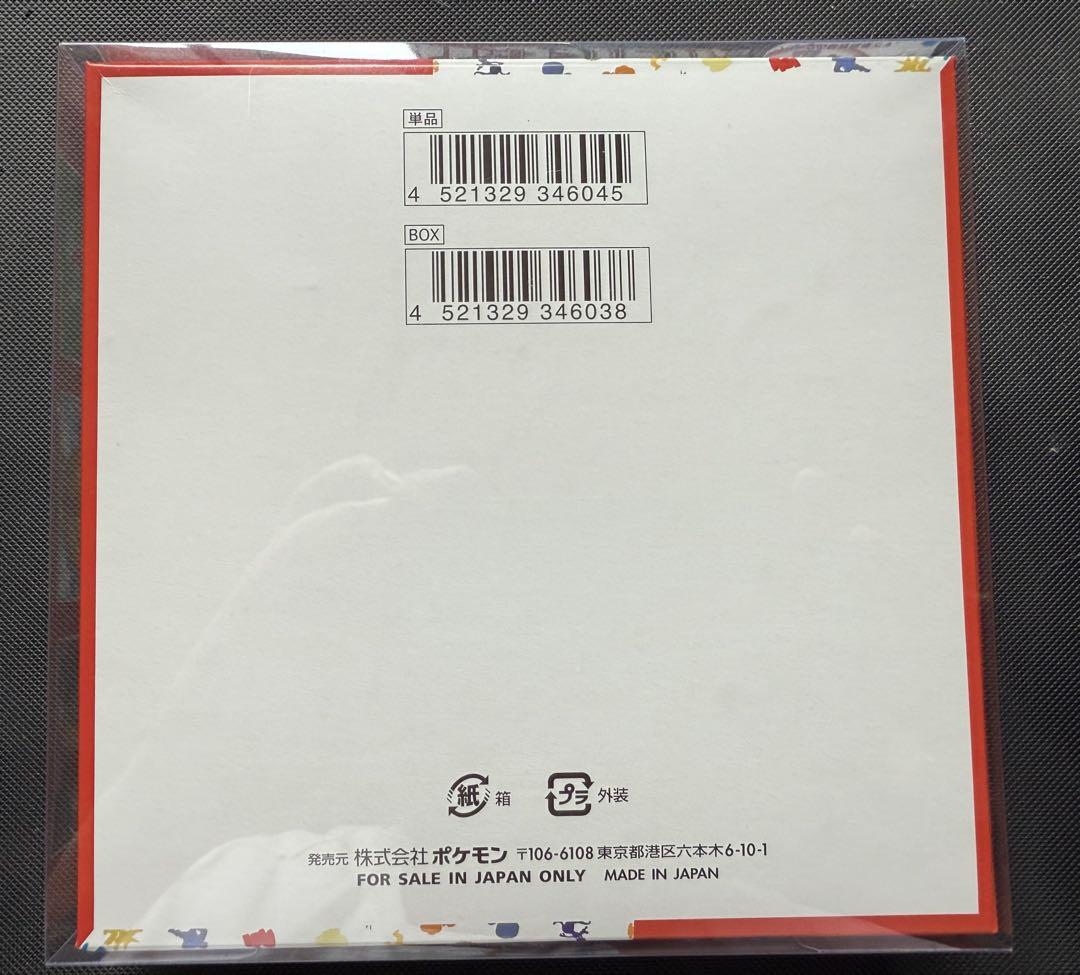 単品
4 521329 346045
BOX
4 521329 346038
紙 箱 プラ 外装
発売元 株式会社 ポケモン 〒106-6108 東京都港区六本木6-10-1
FOR SALE IN JAPAN ONLY MADE IN JAPAN